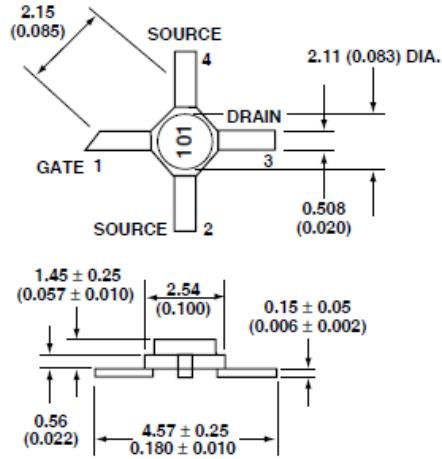 2.15
(0.085)
SOURCE
4
2.11 (0.083) DIA.
DRAIN
101
GATE 1
3
0.508
(0.020)
SOURCE
2
1.45 ± 0.25
(0.057 ± 0.010)
2.54
(0.100)
0.15 ± 0.05
(0.006 ± 0.002)
0.56
(0.022)
4.57 ± 0.25
0.180 ± 0.010